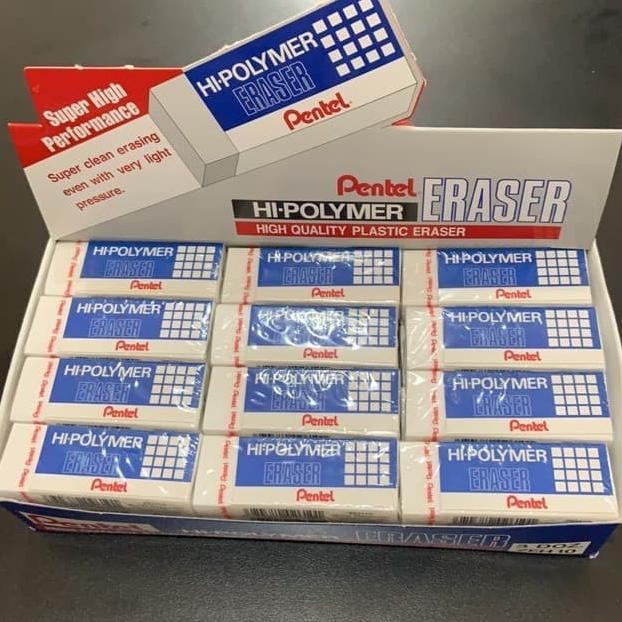 HI-POLYMER
ERASER
Pentel
Super High
Performance
Super clean erasing
even with very light
pressure.
Pentel ERASER
HI-POLYMER
HIGH QUALITY PLASTIC ERASER
HI-POLYMER
ERASER
Pentel
HI-POLYMER
ERASER
Pentel
HI-POLYMER
ERASER
Pentel
HI-POLYMER
ERASER
Pentel
HI-POLYMER
ERASER
Pentel
HI-POLYMER
ERASER
Pentel
HI-POLYMER
ERASER
Pentel
HI-POLYMER
ERASER
Pentel
HI-POLYMER
ERASER
Pentel
HI-POLYMER
ERASER
Pentel
HI-POLYMER
ERASER
Pentel
HI-POLYMER
ERASER
Pentel
Pentel HI-POLYMER ERASER